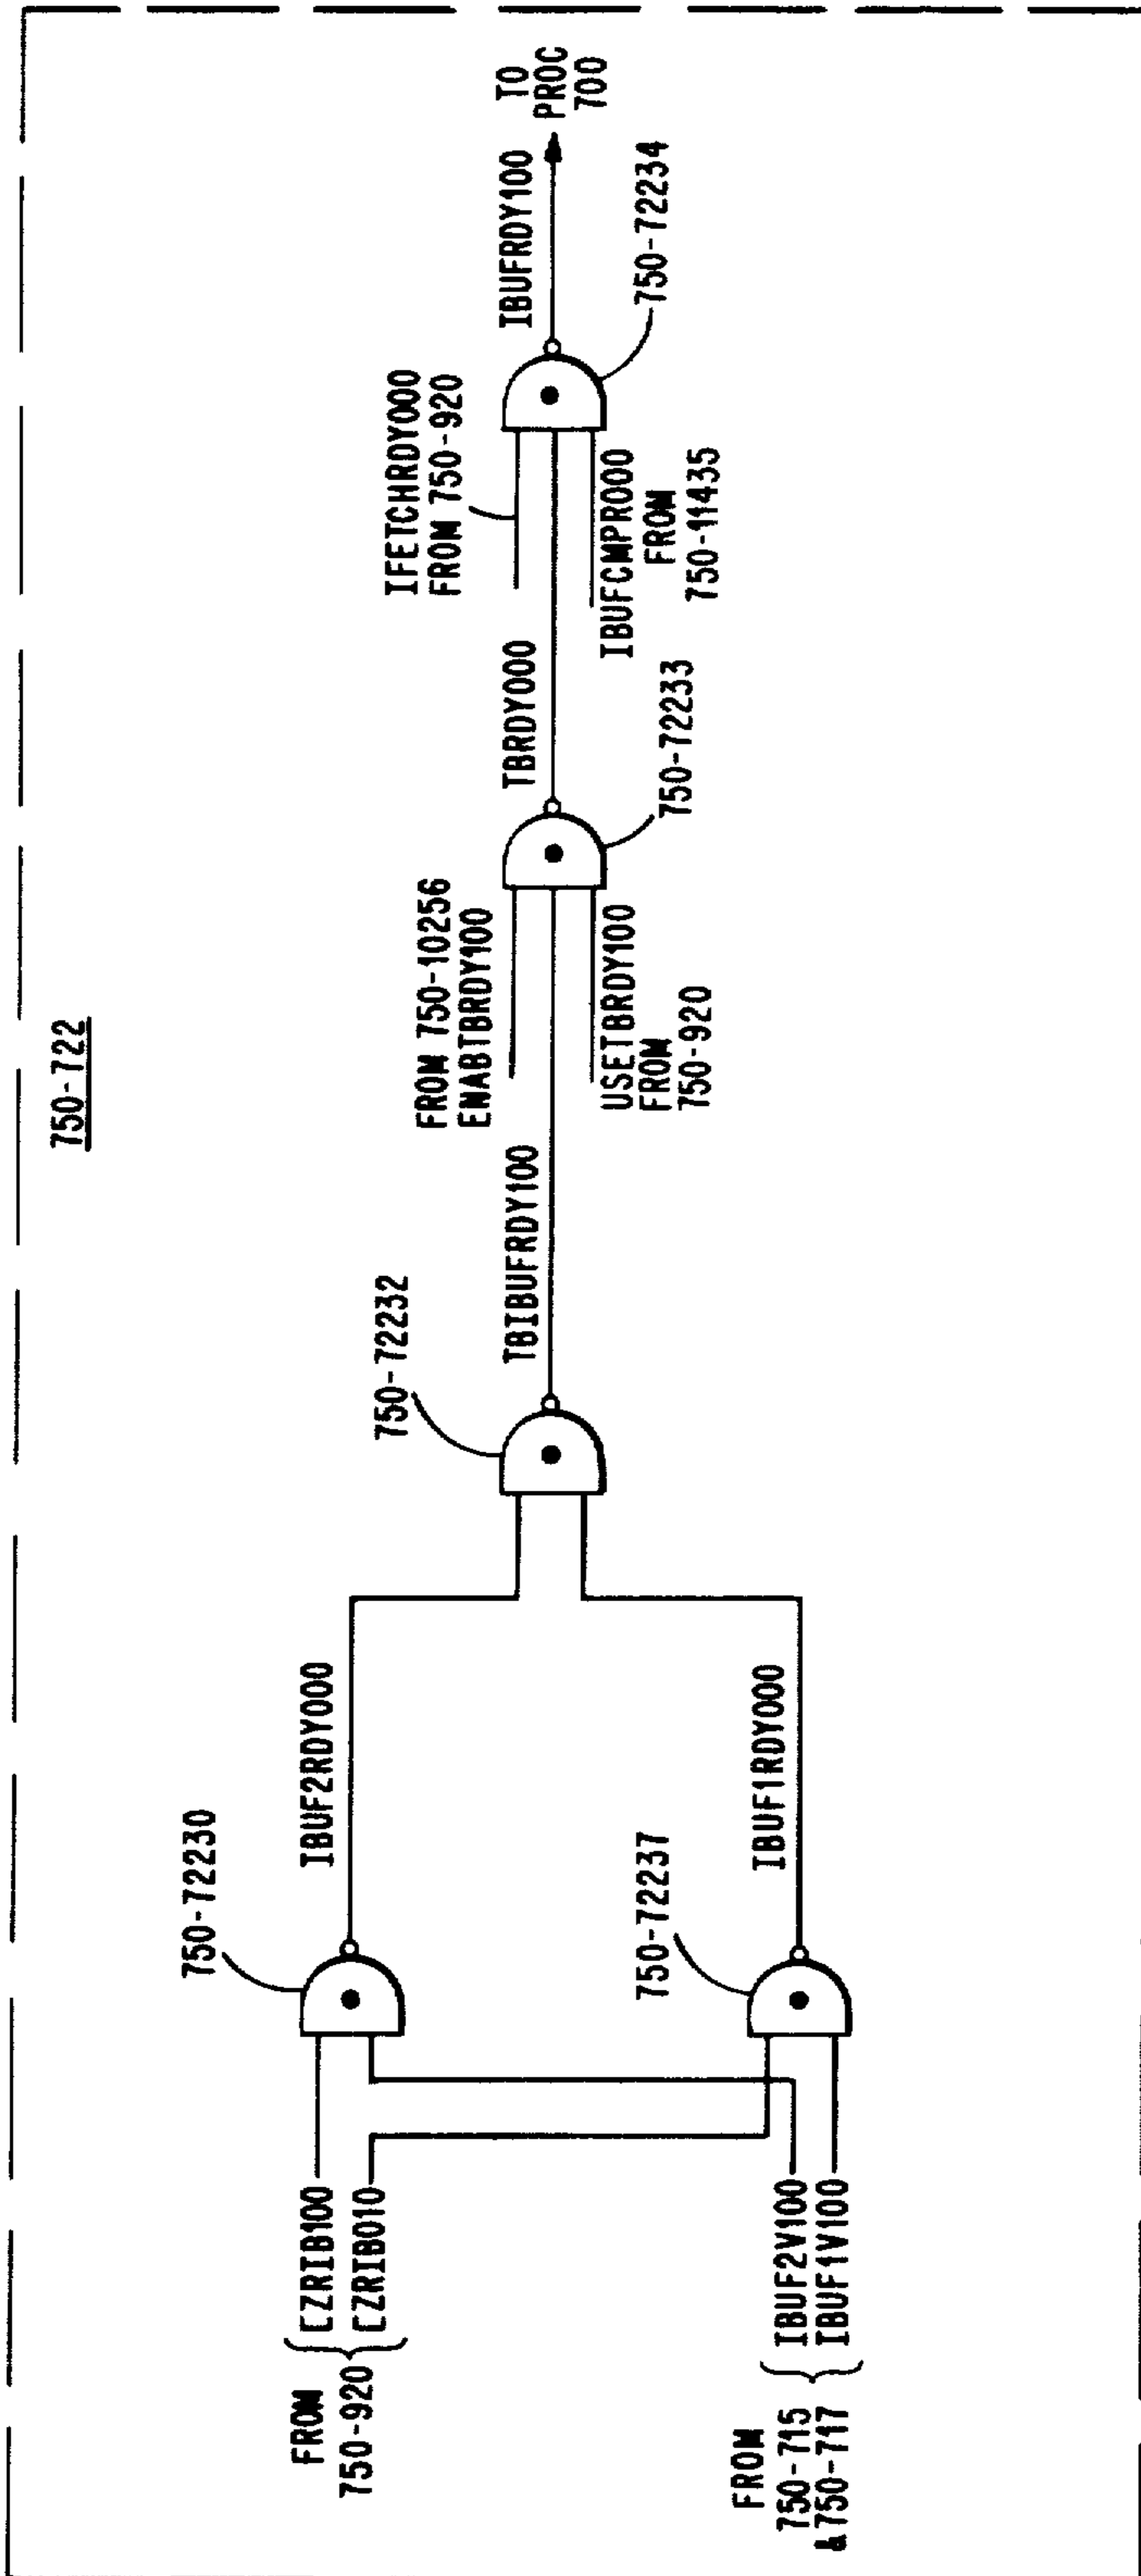 750-722
FROM
750-920
[ZRIB100
[ZRIB010
FROM
750-715
& 750-717
IBUF2V100
IBUF1V100
750-72230
IBUF2RDY000
750-72237
IBUF1RDY000
750-72232
TBIBUFRDY100
FROM 750-10256
ENABTBRDY100
USETBRDY100
FROM
750-920
750-72233
TBRDY000
IFETCHRDY000
FROM 750-920
IBUFCMPR000
FROM
750-11435
750-72234
IBUFRDY100
TO
PROC
700